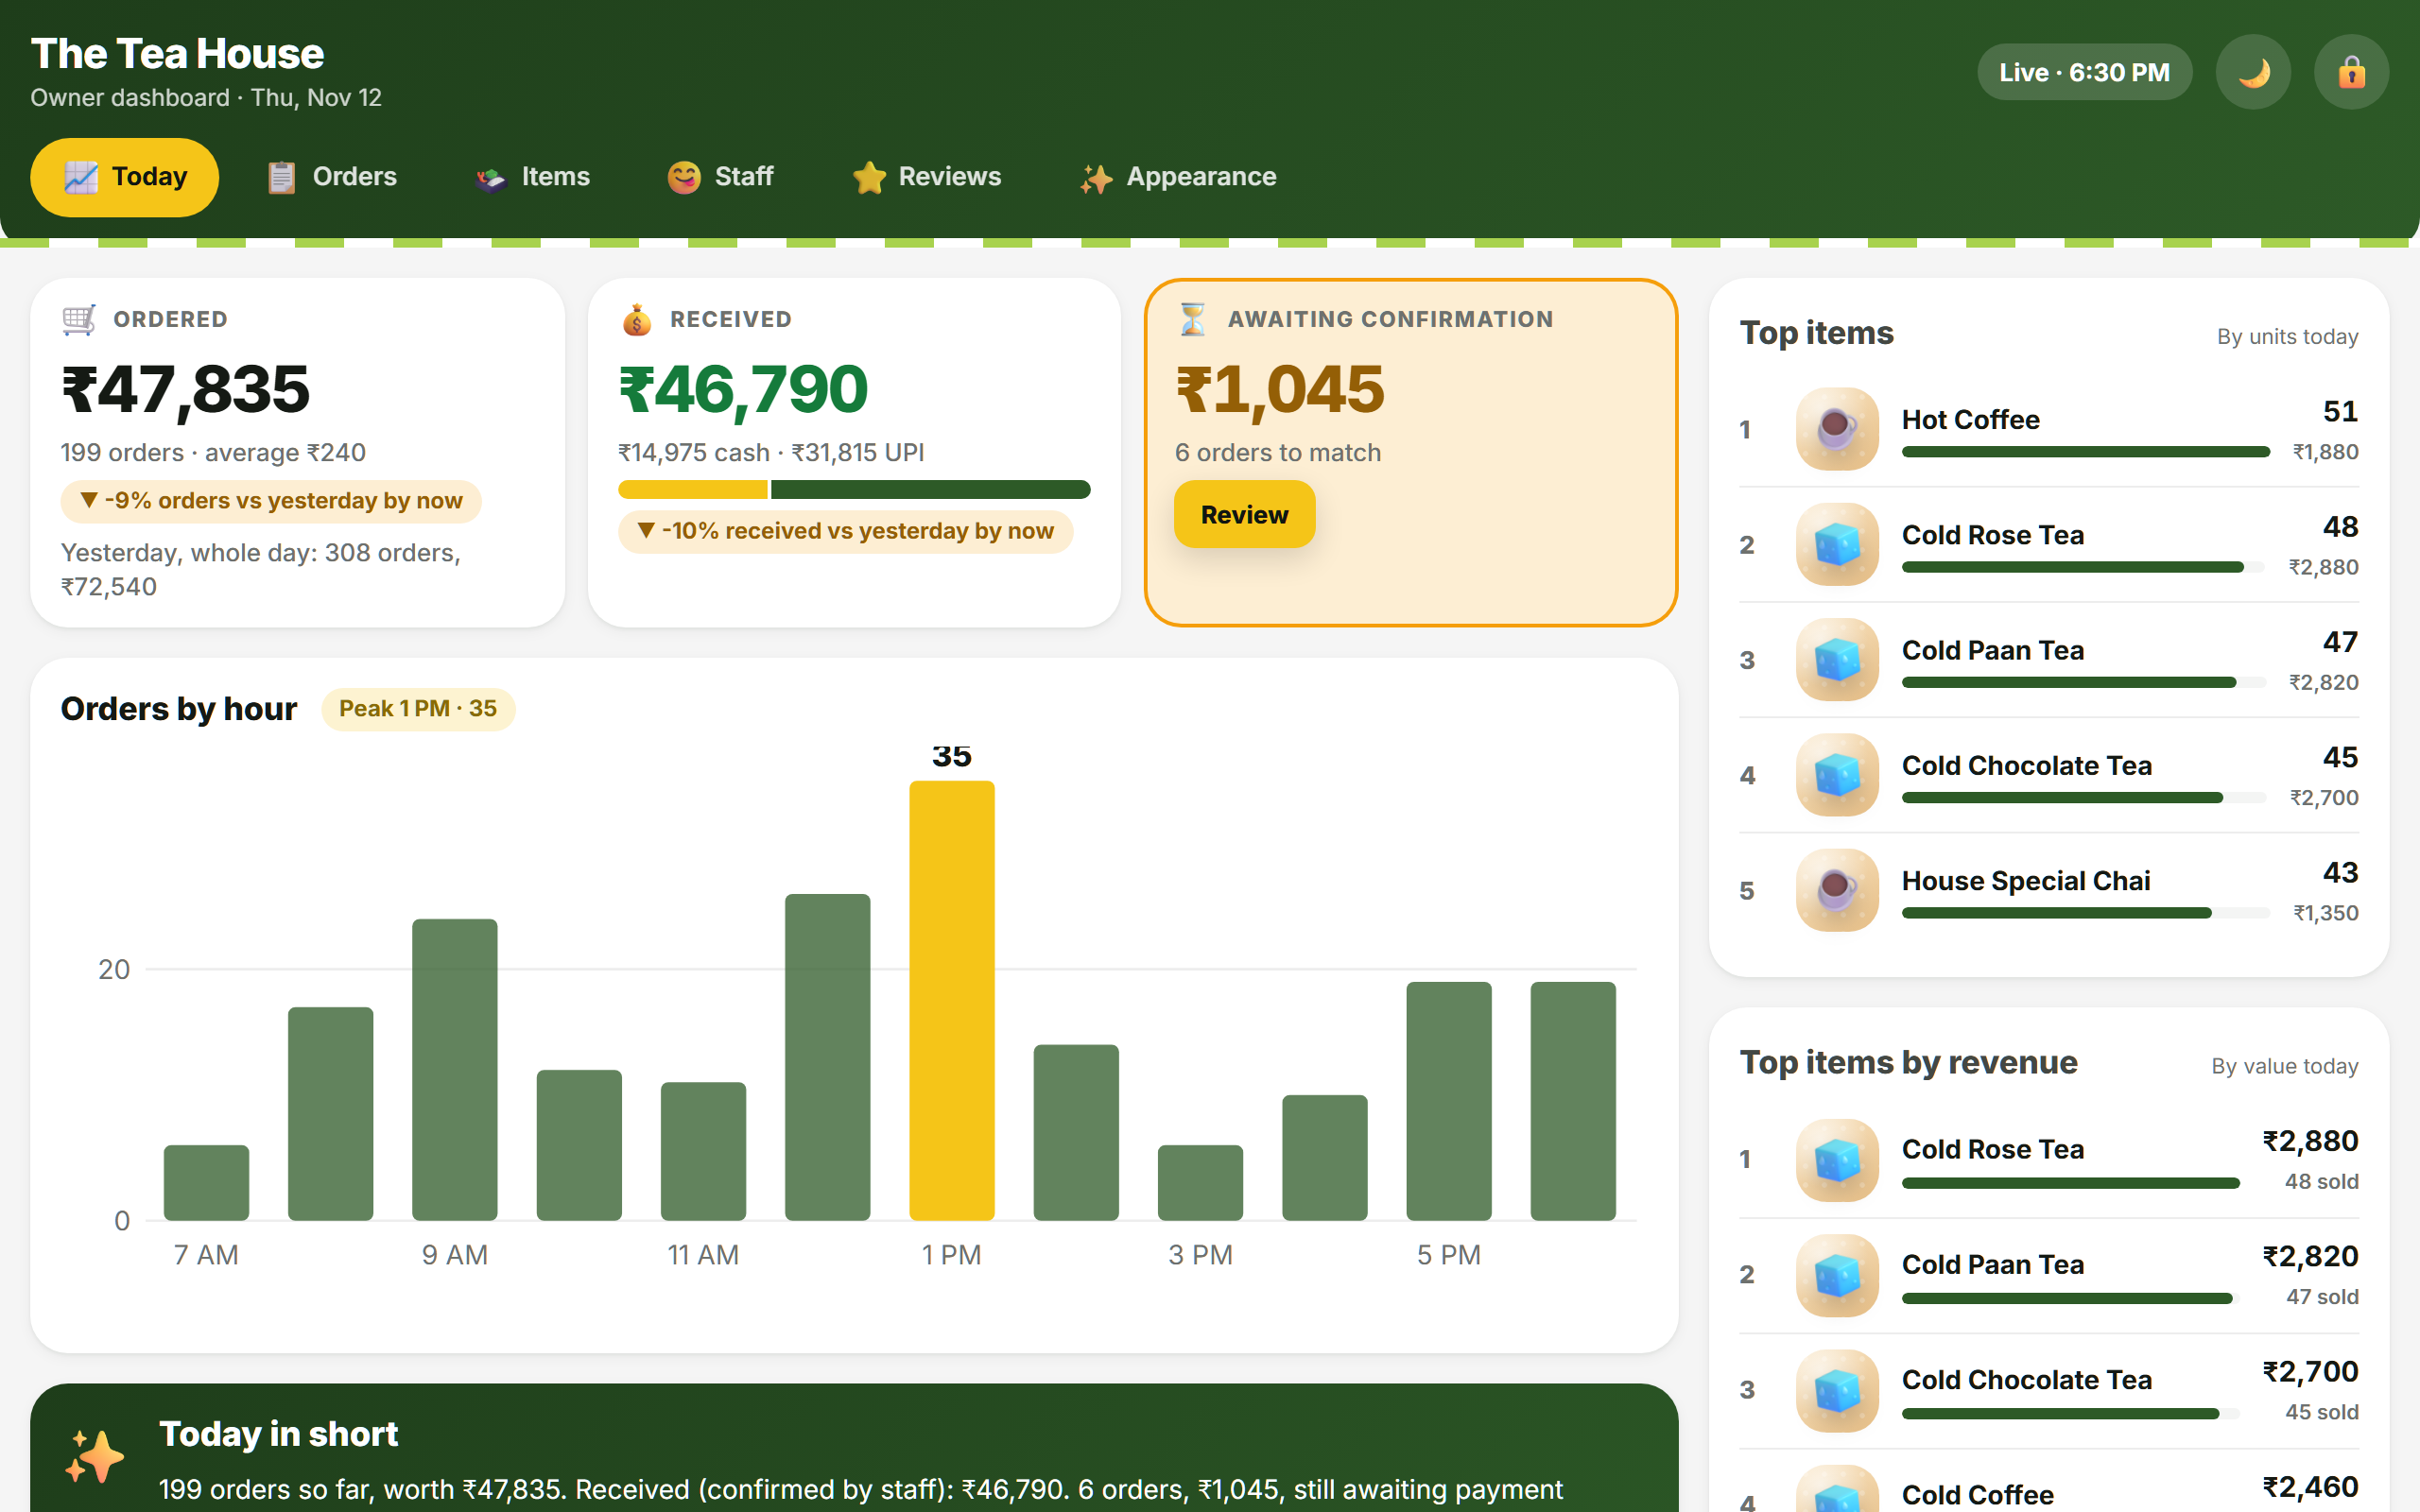 The Tea House
Owner dashboard · Thu, Nov 12
Live · 6:30 PM
Today
Orders
Items
Staff
Reviews
Appearance
ORDERED
₹47,835
199 orders · average ₹240
▼ -9% orders vs yesterday by now
Yesterday, whole day: 308 orders,
₹72,540
RECEIVED
₹46,790
₹14,975 cash · ₹31,815 UPI
▼ -10% received vs yesterday by now
AWAITING CONFIRMATION
₹1,045
6 orders to match
Review
Orders by hour
Peak 1 PM · 35
35
20
0
7 AM
9 AM
11 AM
1 PM
3 PM
5 PM
Today in short
199 orders so far, worth ₹47,835. Received (confirmed by staff): ₹46,790. 6 orders, ₹1,045, still awaiting payment
Top items
By units today
1
Hot Coffee
51
₹1,880
2
Cold Rose Tea
48
₹2,880
3
Cold Paan Tea
47
₹2,820
4
Cold Chocolate Tea
45
₹2,700
5
House Special Chai
43
₹1,350
Top items by revenue
By value today
1
Cold Rose Tea
₹2,880
48 sold
2
Cold Paan Tea
₹2,820
47 sold
3
Cold Chocolate Tea
₹2,700
45 sold
4
Cold Coffee
₹2,460